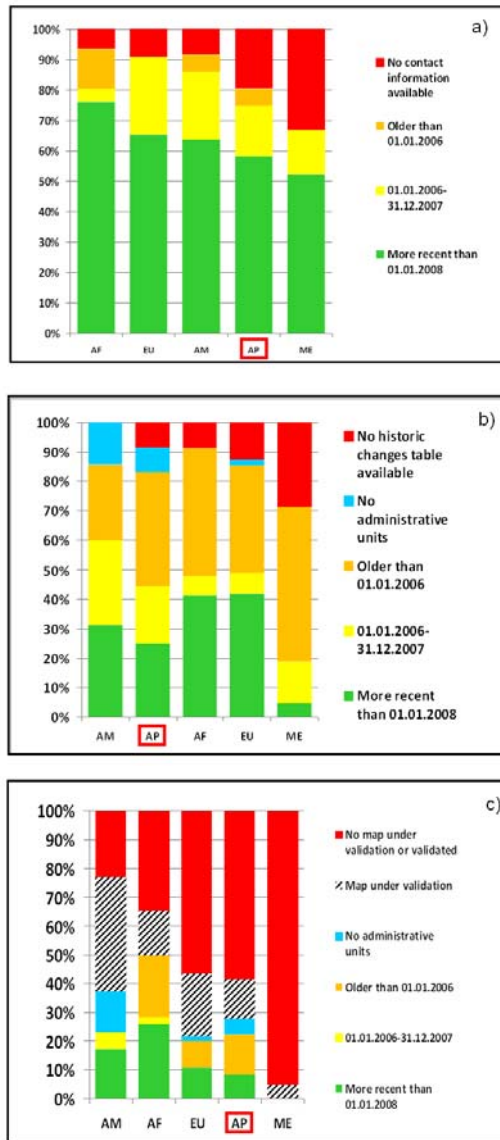 a)
100%
90%
80%
70%
60%
50%
40%
30%
20%
10%
0%
AF EU AM AP ME
No contact
information
available
Older than
01.01.2006
01.01.2006-
31.12.2007
More recent than
01.01.2008
b)
100%
90%
80%
70%
60%
50%
40%
30%
20%
10%
0%
AM AP AF EU ME
No historic
changes table
available
No
administrative
units
Older than
01.01.2006
01.01.2006-
31.12.2007
More recent
than 01.01.2008
c)
100%
90%
80%
70%
60%
50%
40%
30%
20%
10%
0%
AM AF EU AP ME
No map under
validation or validated
Map under validation
No administrative
units
Older than 01.01.2006
01.01.2006-31.12.2007
More recent than
01.01.2008